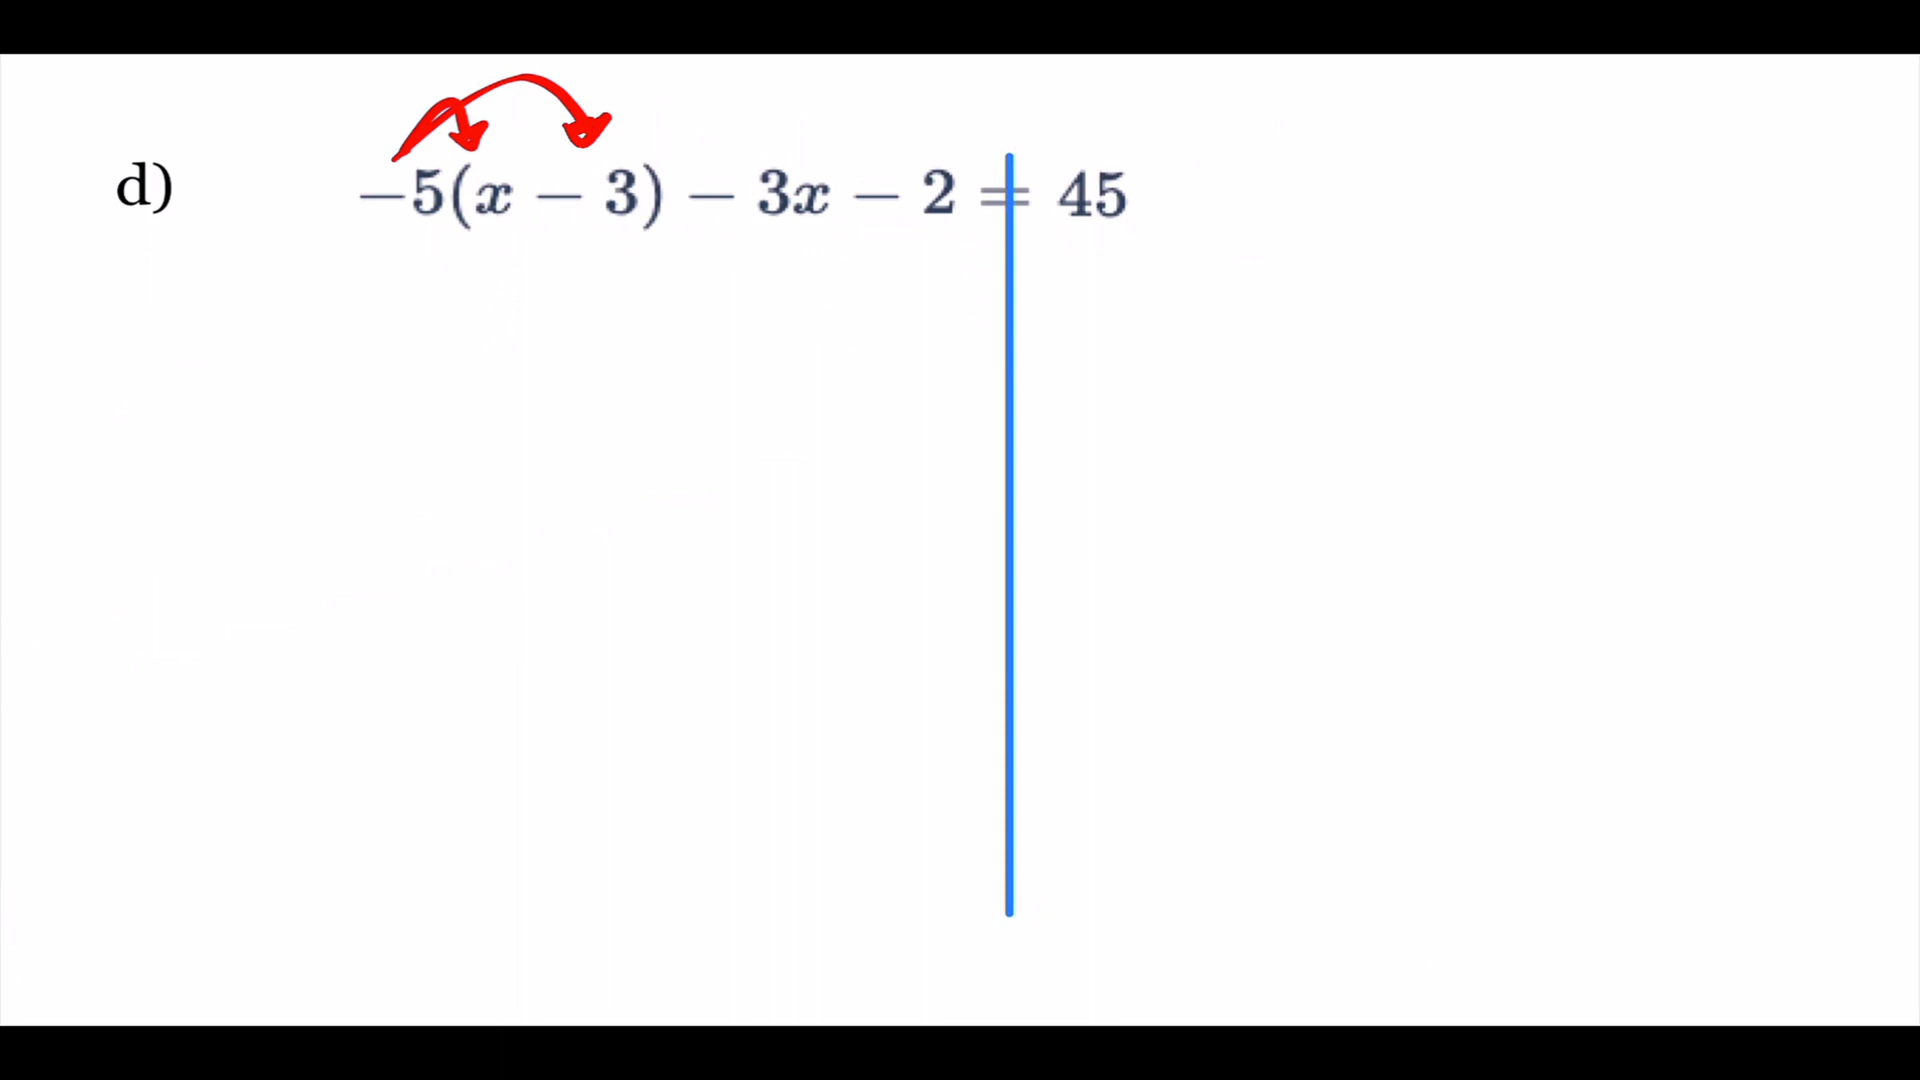 d) −5(x − 3) − 3x − 2 = 45